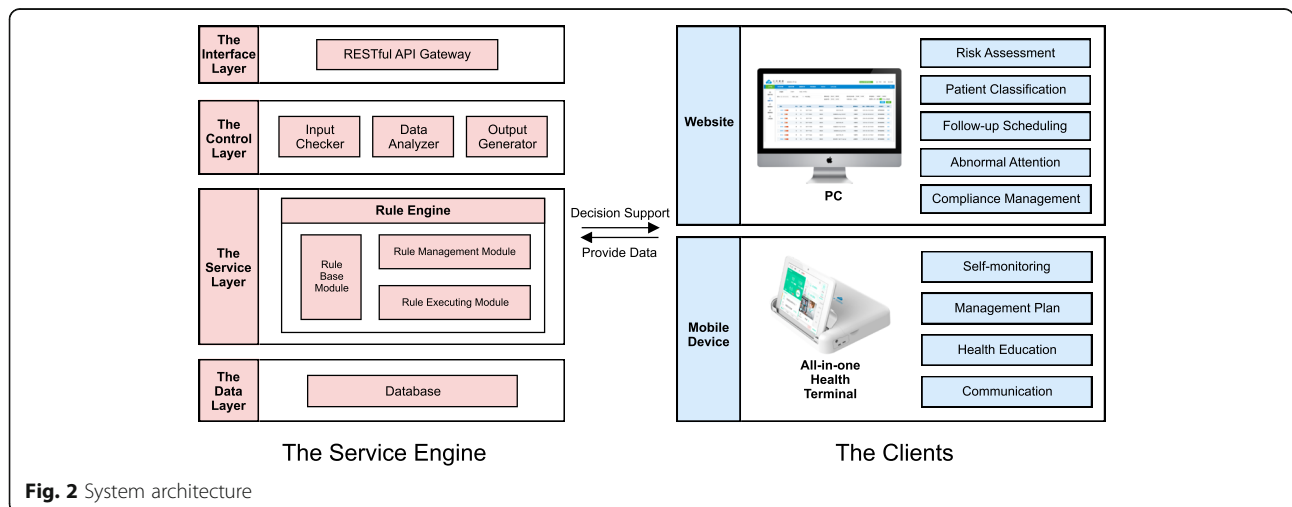 The
Interface
Layer
RESTful API Gateway
The
Control
Layer
Input
Checker
Data
Analyzer
Output
Generator
The
Service
Layer
Rule Engine
Rule
Base
Module
Rule Management Module
Rule Executing Module
The
Data
Layer
Database
The Service Engine
Decision Support
Provide Data
Website
PC
Risk Assessment
Patient Classification
Follow-up Scheduling
Abnormal Attention
Compliance Management
Mobile
Device
All-in-one
Health
Terminal
Self-monitoring
Management Plan
Health Education
Communication
The Clients
Fig. 2 System architecture